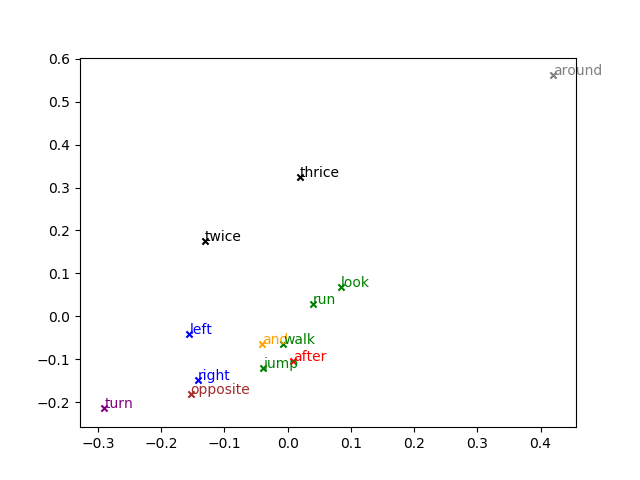 0.6
around
0.5
0.4
thrice
0.3
twice
0.2
0.1
look
run
0.0
left
and
walk
after
−0.1
jump
right
opposite
turn
−0.2
−0.3 −0.2 −0.1 0.0 0.1 0.2 0.3 0.4